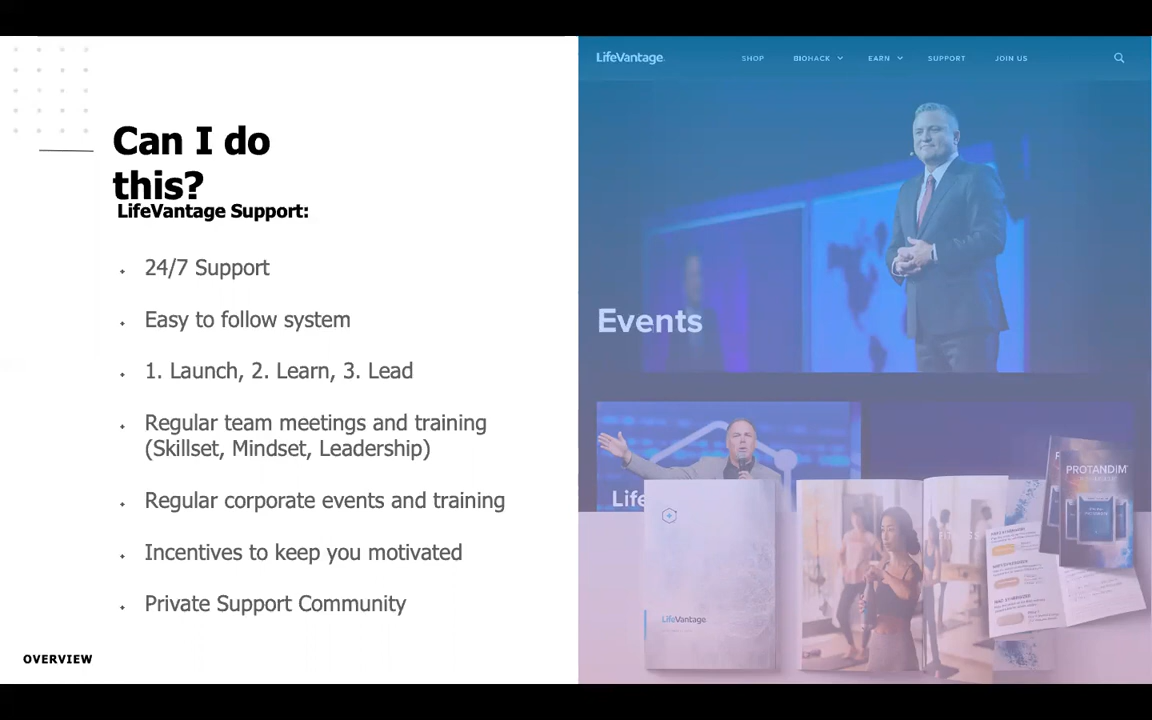 Can I do
this?
LifeVantage Support:
24/7 Support
Easy to follow system
1. Launch, 2. Learn, 3. Lead
Regular team meetings and training
(Skillset, Mindset, Leadership)
Regular corporate events and training
Incentives to keep you motivated
Private Support Community
OVERVIEW
LifeVantage
SHOP BIOHACK EARN SUPPORT JOIN US
Events
Life
PROTANDIM
LifeVantage